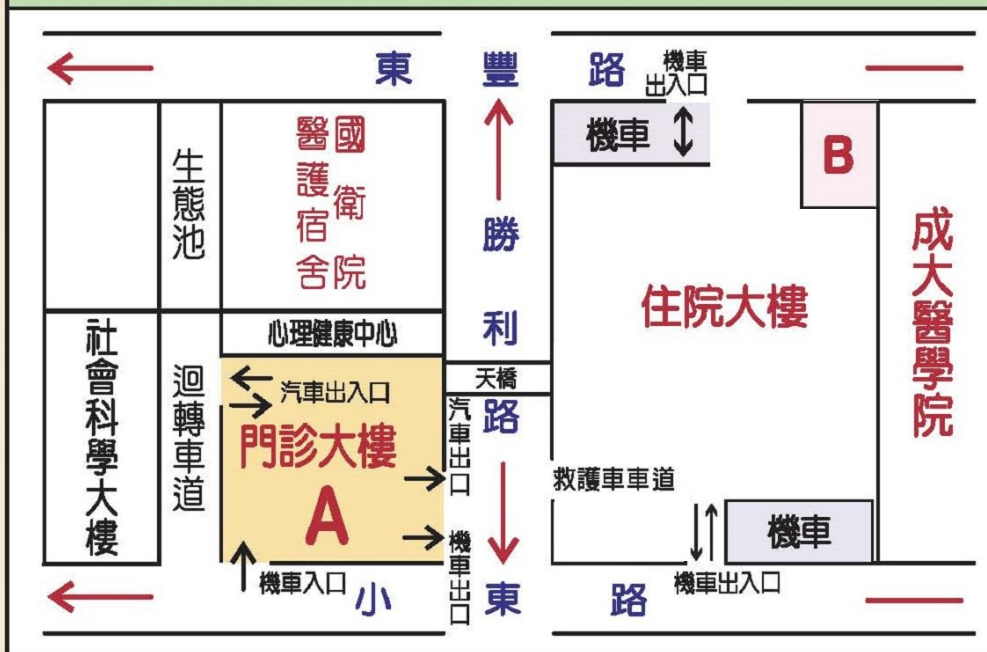 東豐路
機車
出入口
機車
B
生態池
國衛院
醫護宿舍
勝利路
住院大樓
成大醫學院
心理健康中心
天橋
社會科學大樓
迴轉車道
汽車出入口
汽車出口
門診大樓
A
救護車車道
機車
機車入口
機車出口
機車出入口
小東路